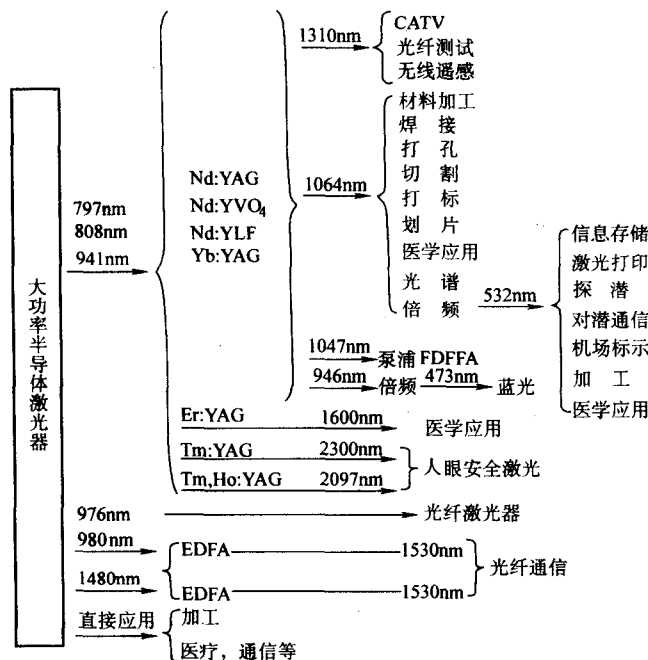 大功率半导体激光器
797nm
808nm
941nm
Nd:YAG
Nd:YVO₄
Nd:YLF
Yb:YAG
1310nm
CATV
光纤测试
无线遥感
1064nm
材料加工
焊 接
打 孔
切 割
打 标
划 片
医学应用
光 谱
倍 频
532nm
信息存储
激光打印
探 潜
对潜通信
机场标示
加 工
医学应用
1047nm
泵浦 FDFFA
946nm
倍频
473nm
蓝光
Er:YAG
1600nm
医学应用
Tm:YAG
2300nm
Tm,Ho:YAG
2097nm
人眼安全激光
976nm
光纤激光器
980nm
EDFA
1530nm
1480nm
EDFA
1530nm
光纤通信
直接应用
加工
医疗，通信等